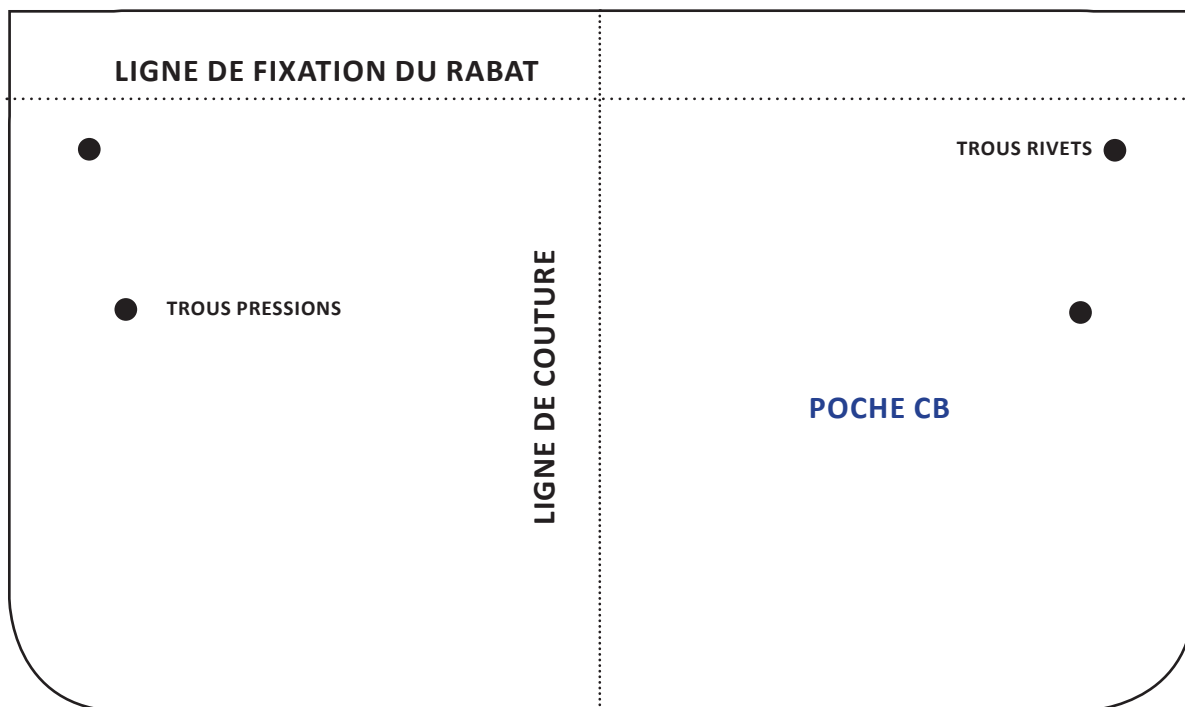 LIGNE DE FIXATION DU RABAT
TROUS RIVETS
TROUS PRESSIONS
LIGNE DE COUTURE
POCHE CB